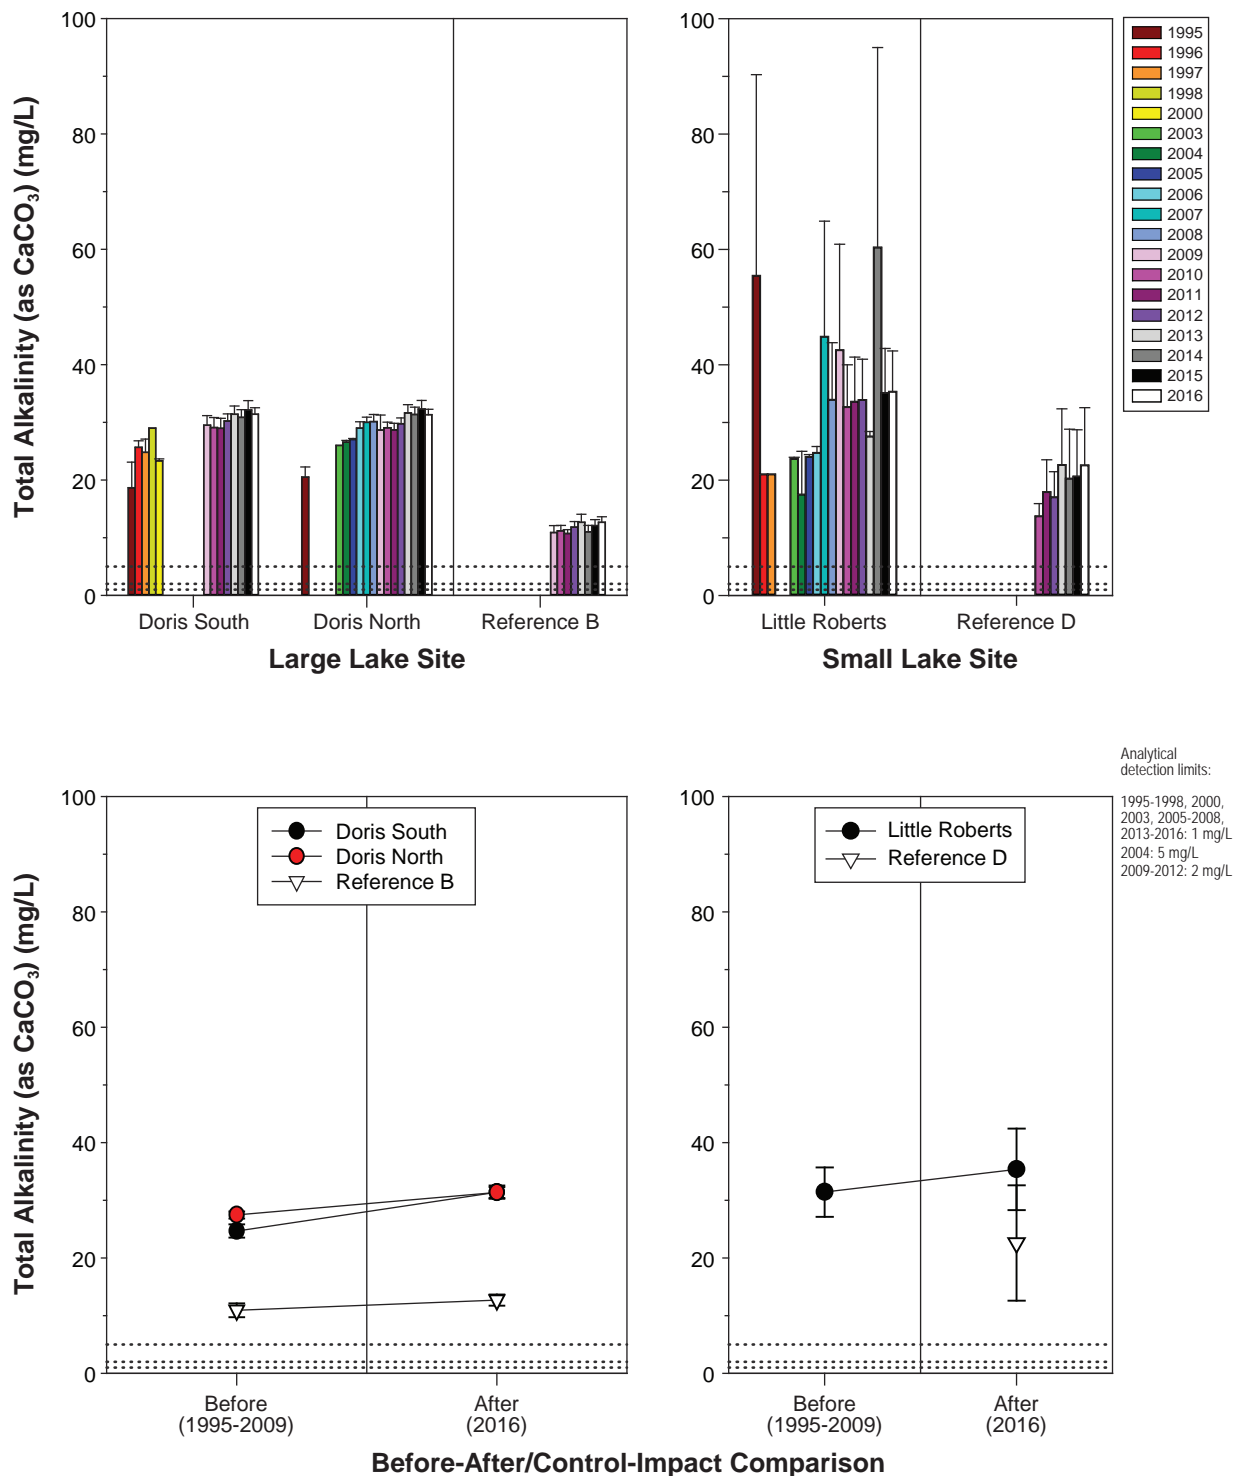 Total Alkalinity (as CaCO₃) (mg/L)
100
80
60
40
20
0
Doris South
Doris North
Reference B
Large Lake Site
100
80
60
40
20
0
Little Roberts
Reference D
Small Lake Site
1995
1996
1997
1998
2000
2003
2004
2005
2006
2007
2008
2009
2010
2011
2012
2013
2014
2015
2016
Total Alkalinity (as CaCO₃) (mg/L)
100
80
60
40
20
0
Doris South
Doris North
Reference B
Before
(1995-2009)
After
(2016)
100
80
60
40
20
0
Little Roberts
Reference D
Before
(1995-2009)
After
(2016)
Analytical
detection limits:
1995-1998, 2000,
2003, 2005-2008,
2013-2016: 1 mg/L
2004: 5 mg/L
2009-2012: 2 mg/L
Before-After/Control-Impact Comparison